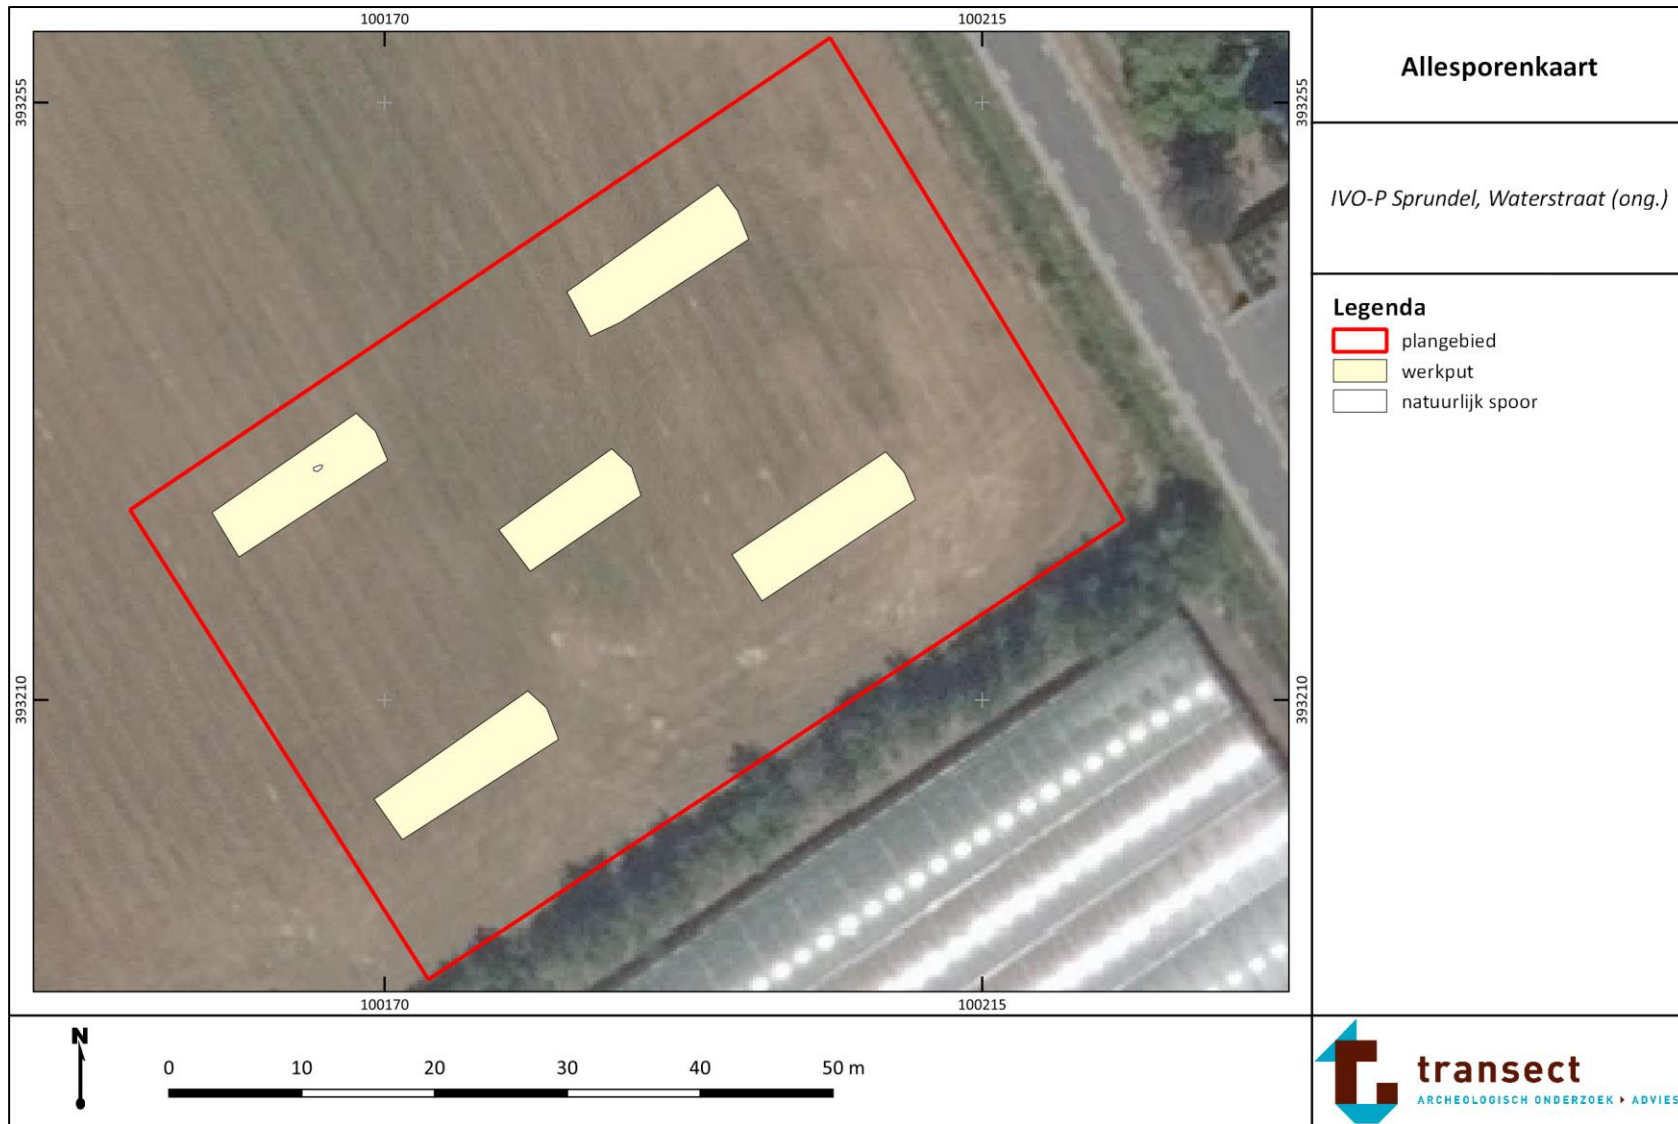 100170 100215
393255 393255
393210 393210
100170 100215
Allesporenkaart
IVO-P Sprundel, Waterstraat (ong.)
Legenda
plangebied
werkput
natuurlijk spoor
N
0 10 20 30 40 50 m
transect
ARCHEOLOGISCH ONDERZOEK ADVIES